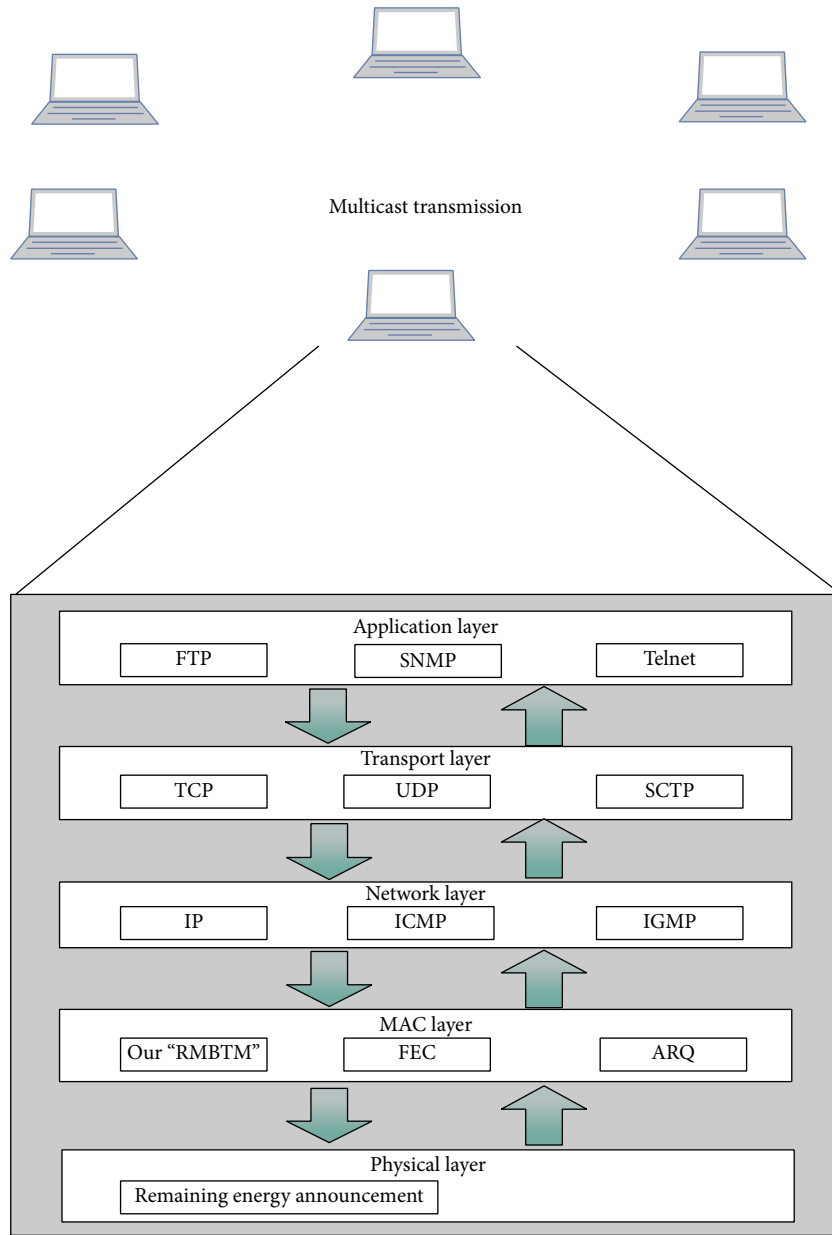 Multicast transmission
Application layer
FTP
SNMP
Telnet
Transport layer
TCP
UDP
SCTP
Network layer
IP
ICMP
IGMP
MAC layer
Our “RMBTM”
FEC
ARQ
Physical layer
Remaining energy announcement